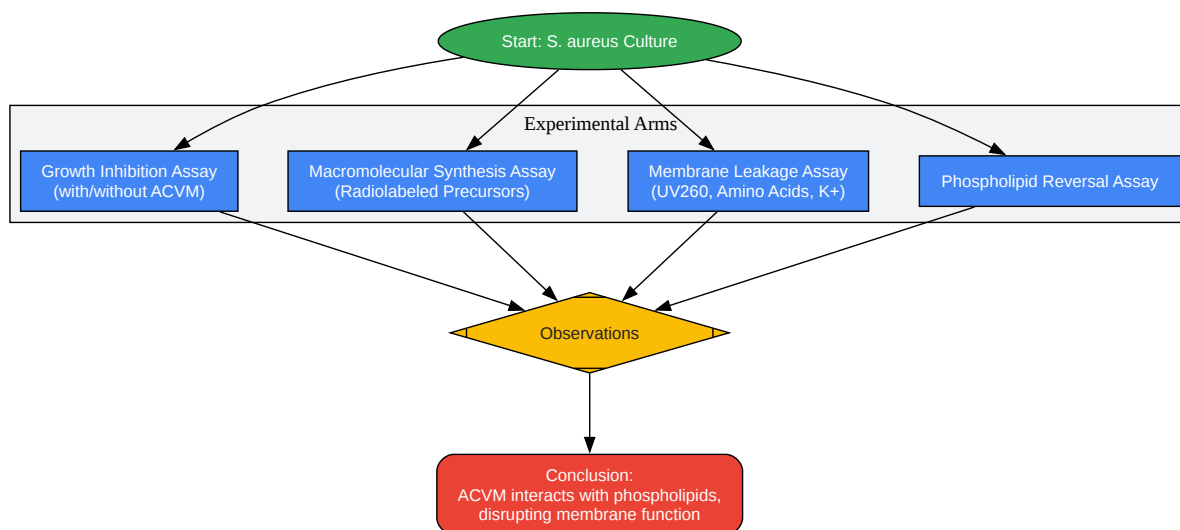 Start: S. aureus Culture
Experimental Arms
Growth Inhibition Assay
(with/without ACVM)
Macromolecular Synthesis Assay
(Radiolabeled Precursors)
Membrane Leakage Assay
(UV260, Amino Acids, K+)
Phospholipid Reversal Assay
Observations
Conclusion:
ACVM interacts with phospholipids,
disrupting membrane function